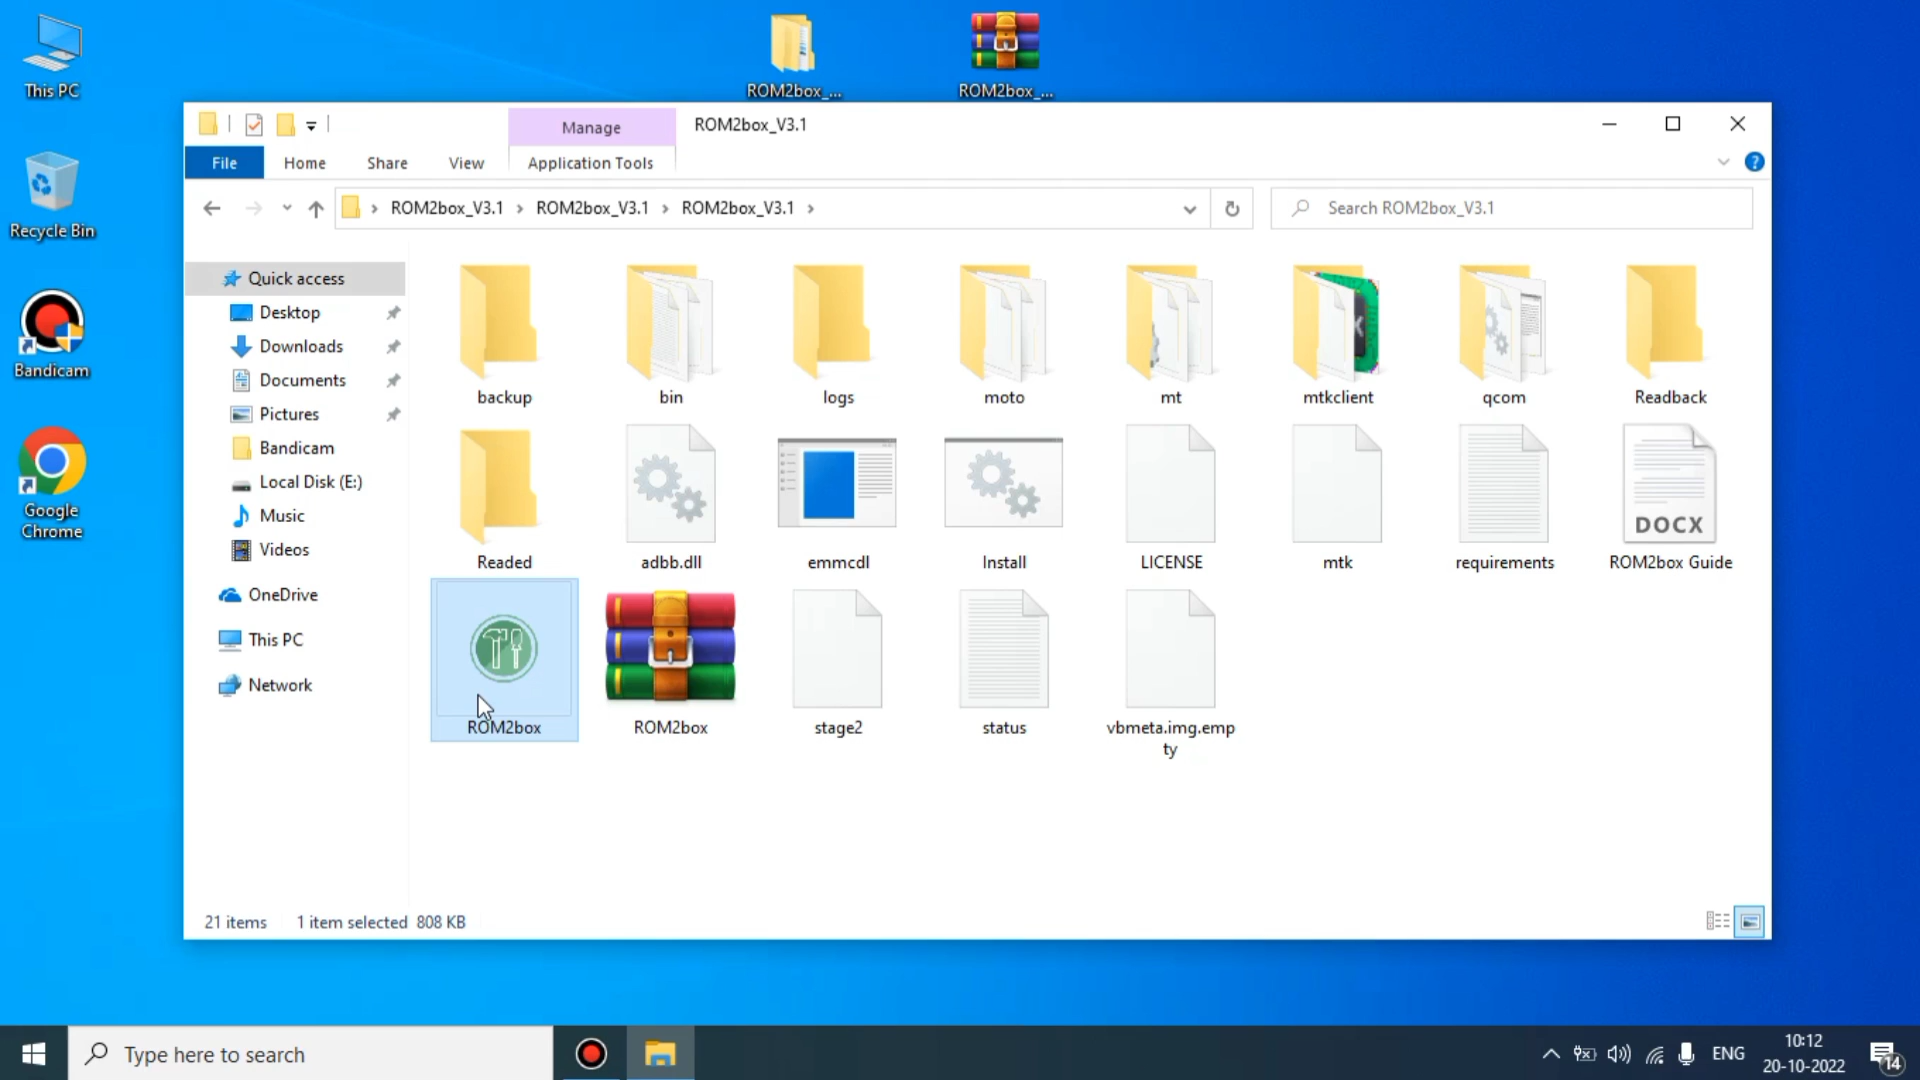 This PC
Recycle Bin
Bandicam
Google
Chrome
ROM2box_...
ROM2box_...
Manage
ROM2box_V3.1
File
Home
Share
View
Application Tools
?
ROM2box_V3.1 › ROM2box_V3.1 › ROM2box_V3.1 ›
Search ROM2box_V3.1
Quick access
Desktop
Downloads
Documents
Pictures
Bandicam
Local Disk (E:)
Music
Videos
OneDrive
This PC
Network
backup
bin
logs
moto
mt
mtkclient
qcom
Readback
DOCX
Readed
adbb.dll
emmcdl
Install
LICENSE
mtk
requirements
ROM2box Guide
ROM2box
ROM2box
stage2
status
vbmeta.img.emp
ty
21 items
1 item selected 808 KB
Type here to search
ENG
10:12
20-10-2022
14